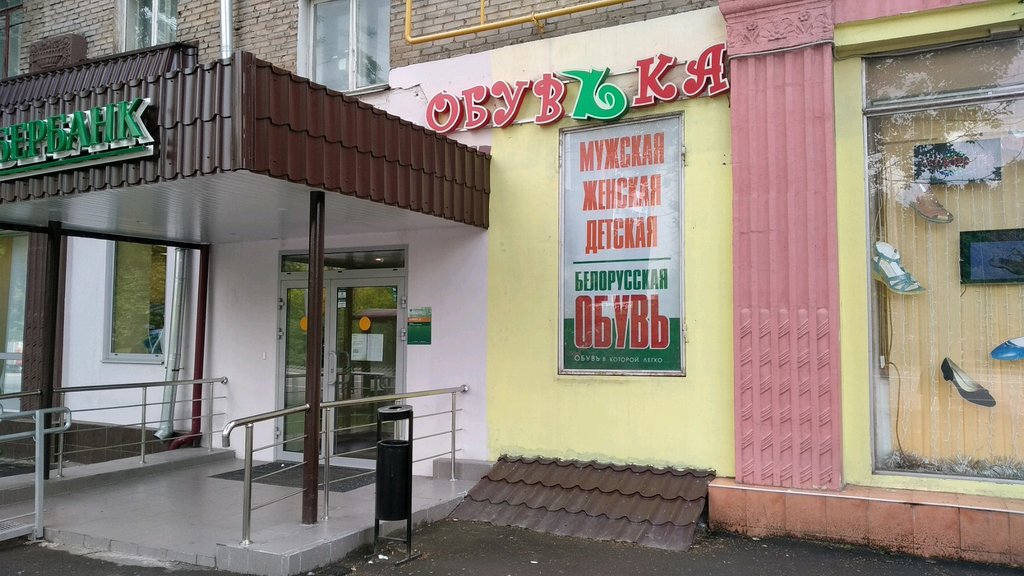 СБЕРБАНК
ОБУВЬКА
МУЖСКАЯ
ЖЕНСКАЯ
ДЕТСКАЯ
БЕЛОРУССКАЯ
ОБУВЬ
ОБУВЬ В КОТОРОЙ ЛЕГКО